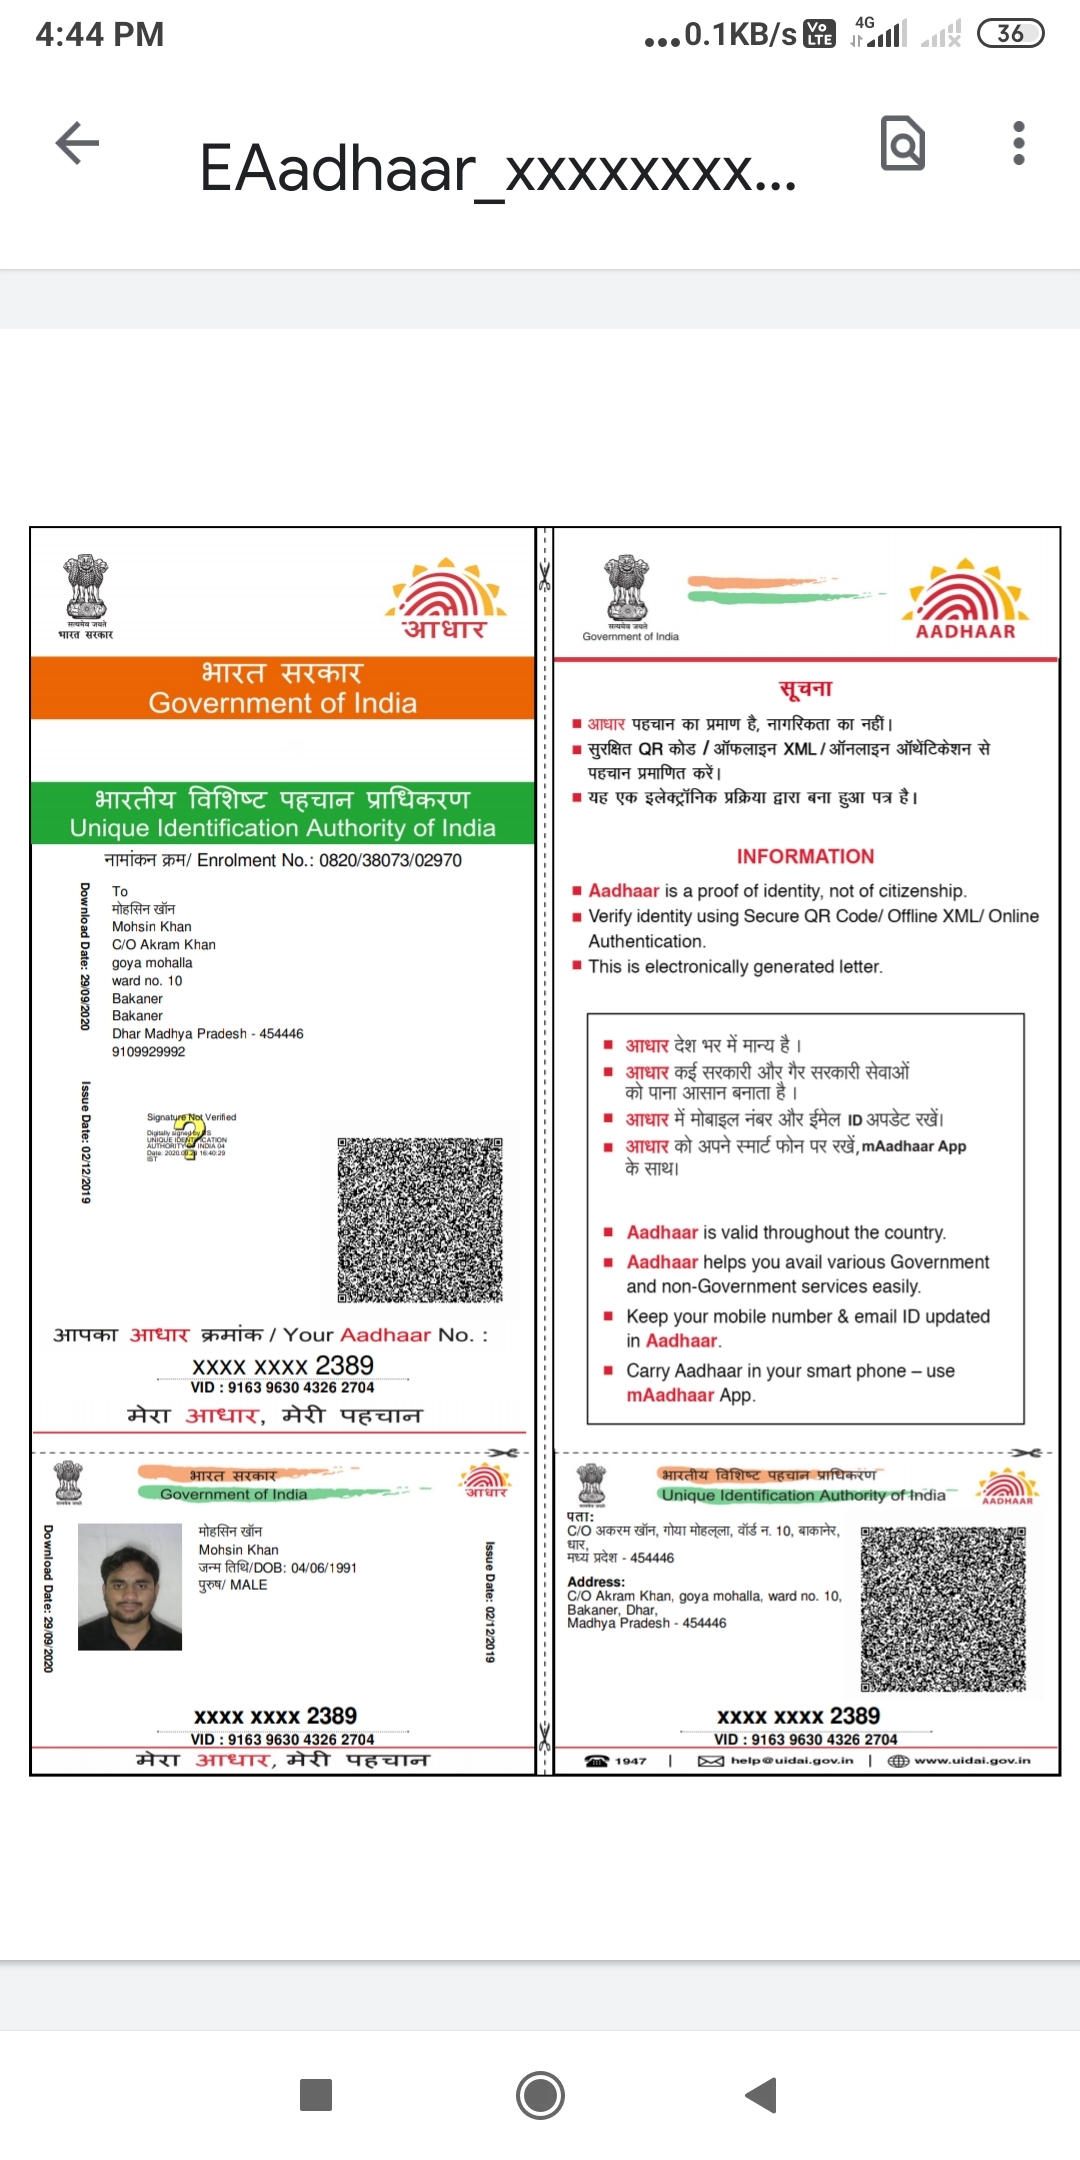 4:44 PM
...0.1KB/s Vo LTE 4G 36
EAadhaar_xxxxxxxx...
सत्यमेव जयते
भारत सरकार
आधार
भारत सरकार
Government of India
भारतीय विशिष्ट पहचान प्राधिकरण
Unique Identification Authority of India
नामांकन क्रम/ Enrolment No.: 0820/38073/02970
Download Date: 29/09/2020
To
मोहसिन खॉन
Mohsin Khan
C/O Akram Khan
goya mohalla
ward no. 10
Bakaner
Bakaner
Dhar Madhya Pradesh - 454446
9109929992
Issue Date: 02/12/2019
Signature Not Verified
Digitally signed by DS
UNIQUE IDENTIFICATION
AUTHORITY OF INDIA 04
Date: 2020.09.29 16:40:29
IST
आपका आधार क्रमांक / Your Aadhaar No. :
xxxx xxxx 2389
VID : 9163 9630 4326 2704
मेरा आधार, मेरी पहचान
सत्यमेव जयते
Government of India
AADHAAR
सूचना
आधार पहचान का प्रमाण है, नागरिकता का नहीं।
सुरक्षित QR कोड / ऑफलाइन XML / ऑनलाइन ऑथेंटिकेशन से
पहचान प्रमाणित करें।
यह एक इलेक्ट्रॉनिक प्रक्रिया द्वारा बना हुआ पत्र है।
INFORMATION
Aadhaar is a proof of identity, not of citizenship.
Verify identity using Secure QR Code/ Offline XML/ Online
Authentication.
This is electronically generated letter.
आधार देश भर में मान्य है ।
आधार कई सरकारी और गैर सरकारी सेवाओं
को पाना आसान बनाता है ।
आधार में मोबाइल नंबर और ईमेल ID अपडेट रखें।
आधार को अपने स्मार्ट फोन पर रखें, mAadhaar App
के साथ।
Aadhaar is valid throughout the country.
Aadhaar helps you avail various Government
and non-Government services easily.
Keep your mobile number & email ID updated
in Aadhaar.
Carry Aadhaar in your smart phone – use
mAadhaar App.
भारत सरकार
Government of India
आधार
Download Date: 29/09/2020
मोहसिन खॉन
Mohsin Khan
जन्म तिथि/DOB: 04/06/1991
पुरुष/ MALE
Issue Date: 02/12/2019
xxxx xxxx 2389
VID : 9163 9630 4326 2704
मेरा आधार, मेरी पहचान
भारतीय विशिष्ट पहचान प्राधिकरण
Unique Identification Authority of India
AADHAAR
पता:
C/O अकरम खॉन, गोया मोहल्ला, वॉर्ड न. 10, बाकानेर,
धार,
मध्य प्रदेश - 454446
Address:
C/O Akram Khan, goya mohalla, ward no. 10,
Bakaner, Dhar,
Madhya Pradesh - 454446
xxxx xxxx 2389
VID : 9163 9630 4326 2704
1947 | help@uidai.gov.in | www.uidai.gov.in